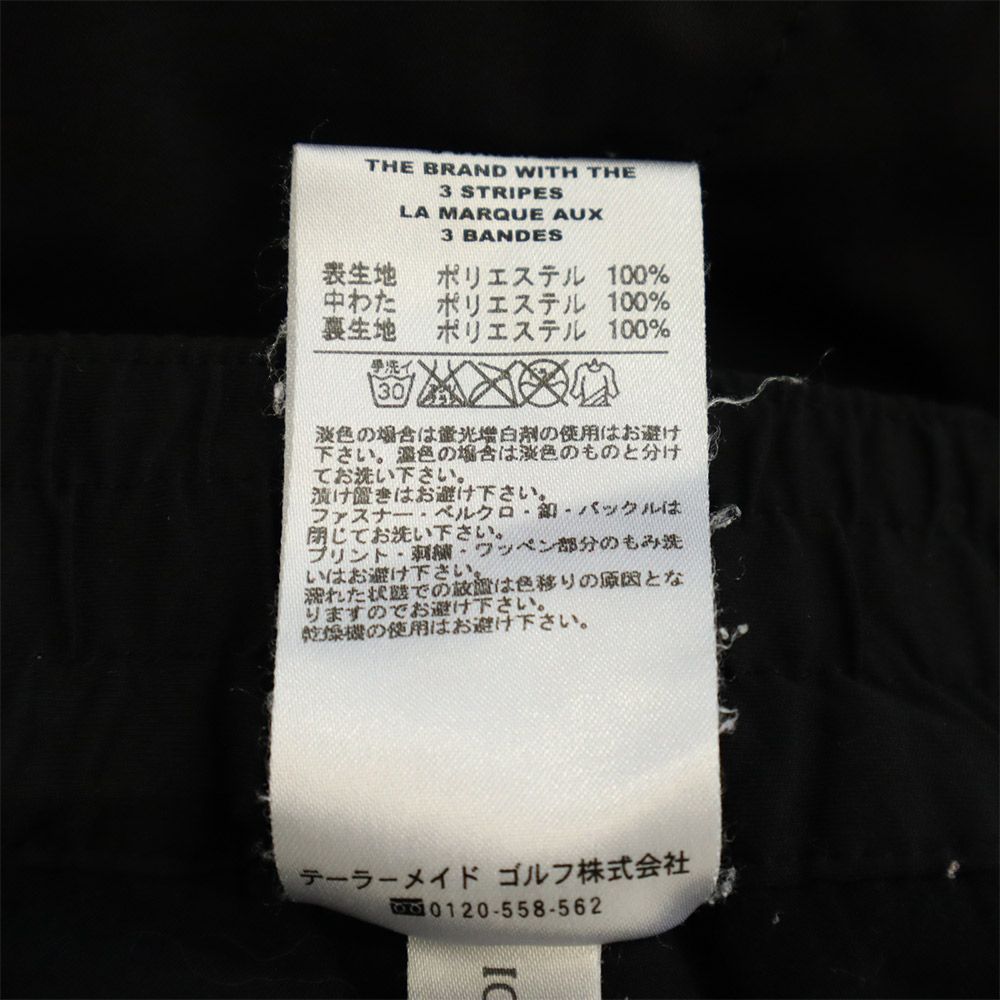 THE BRAND WITH THE
3 STRIPES
LA MARQUE AUX
3 BANDES
表生地 ポリエステル 100%
中わた ポリエステル 100%
裏生地 ポリエステル 100%
手洗イ
30
淡色の場合は蛍光増白剤の使用はお避け
下さい。濃色の場合は淡色のものと分け
てお洗い下さい。
漬け置きはお避け下さい。
ファスナー・ベルクロ・釦・バックルは
閉じてお洗い下さい。
プリント・刺繍・ワッペン部分のもみ洗
いはお避け下さい。
濡れた状態での放置は色移りの原因とな
りますのでお避け下さい。
乾燥機の使用はお避け下さい。
テーラーメイド ゴルフ株式会社
0120-558-562